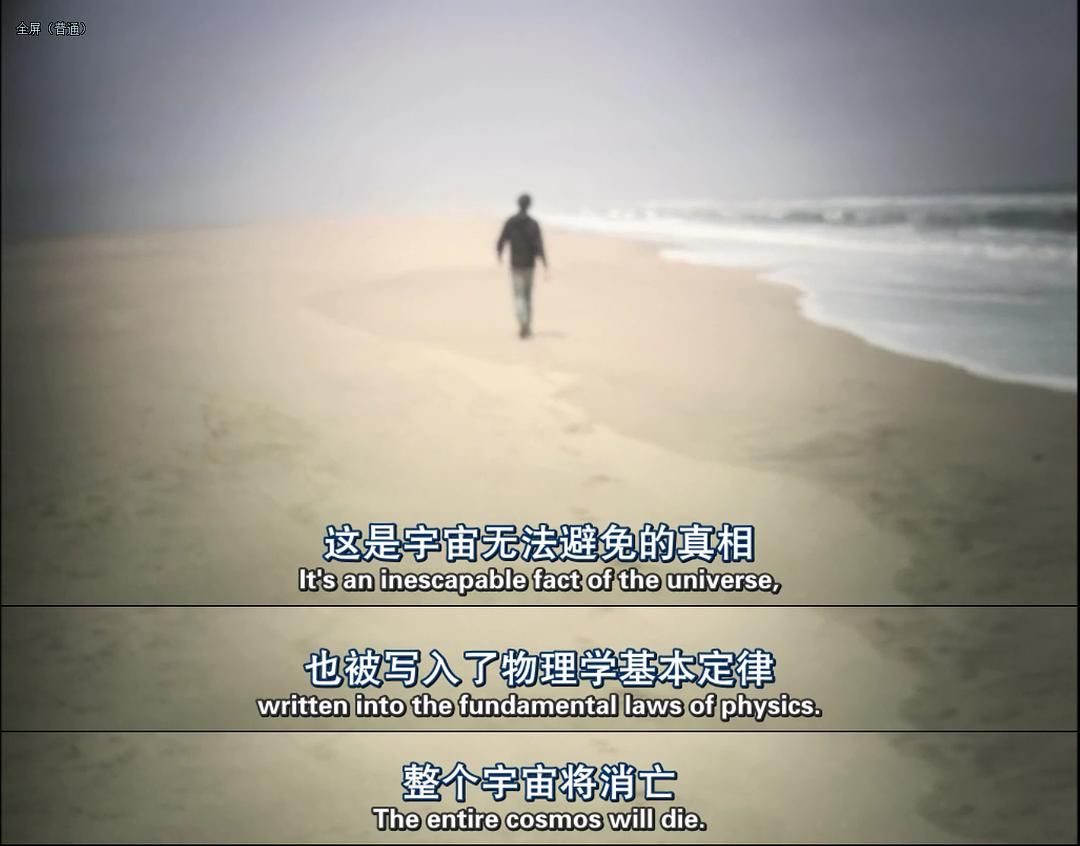 全屏（普通）
这是宇宙无法避免的真相
It's an inescapable fact of the universe,
也被写入了物理学基本定律
written into the fundamental laws of physics.
整个宇宙将消亡
The entire cosmos will die.